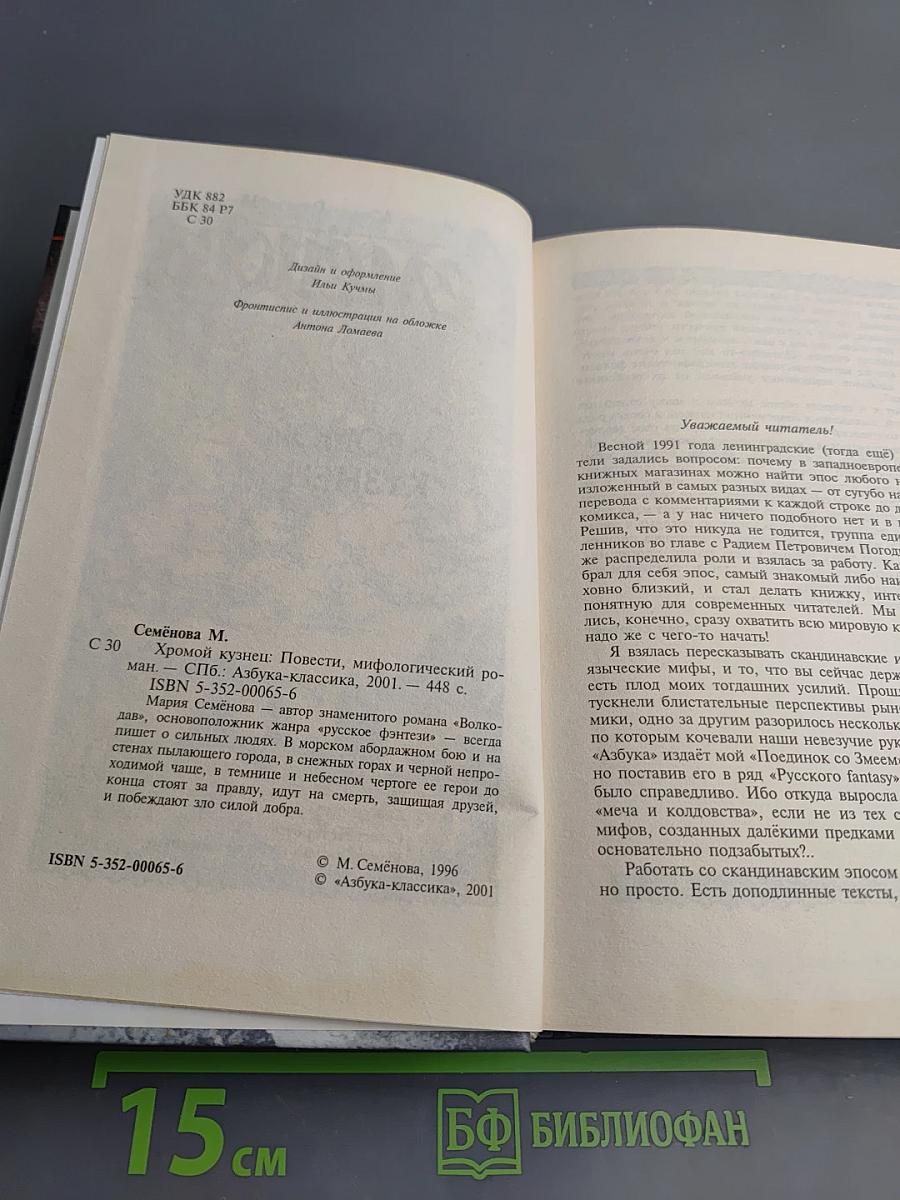 УДК 882
ББК 84 Р7
С 30
Дизайн и оформление
Ильи Кучмы
Фронтиспис и иллюстрация на обложке
Антона Ломаева
Семёнова М.
С 30 Хромой кузнец: Повести, мифологический ро-
ман. — СПб.: Азбука-классика, 2001. — 448 с.
ISBN 5-352-00065-6
Мария Семёнова — автор знаменитого романа «Волко-
дав», основоположник жанра «русское фэнтези» — всегда
пишет о сильных людях. В морском абордажном бою и на
стенах пылающего города, в снежных горах и черной непро-
ходимой чаще, в темнице и небесном чертоге ее герои до
конца стоят за правду, идут на смерть, защищая друзей,
и побеждают зло силой добра.
ISBN 5-352-00065-6
© М. Семёнова, 1996
© «Азбука-классика», 2001
Уважаемый читатель!
Весной 1991 года ленинградские (тогда ещё)
тели задались вопросом: почему в западноевропе
книжных магазинах можно найти эпос любого н
изложенный в самых разных видах — от сугубо на
перевода с комментариями к каждой строке до д
комикса, — а у нас ничего подобного нет и в
Решив, что это никуда не годится, группа еди
ленников во главе с Радием Петровичем Погод
же распределила роли и взялась за работу. Ка
брал для себя эпос, самый знакомый либо наи
ховно близкий, и стал делать книжку, инте
понятную для современных читателей. Мы
лись, конечно, сразу охватить всю мировую к
надо же с чего-то начать!
Я взялась пересказывать скандинавские и
языческие мифы, и то, что вы сейчас держ
есть плод моих тогдашних усилий. Прош
тускнели блистательные перспективы рын
мики, одно за другим разорилось нескольк
по которым кочевали наши невезучие рук
«Азбука» издаёт мой «Поединок со Змеем»
но поставив его в ряд «Русского fantasy»
было справедливо. Ибо откуда выросла
«меча и колдовства», если не из тех с
мифов, созданных далёкими предками
основательно подзабытых?..
Работать со скандинавским эпосом
но просто. Есть доподлинные тексты,
15 см
БФ БИБЛИОФАН